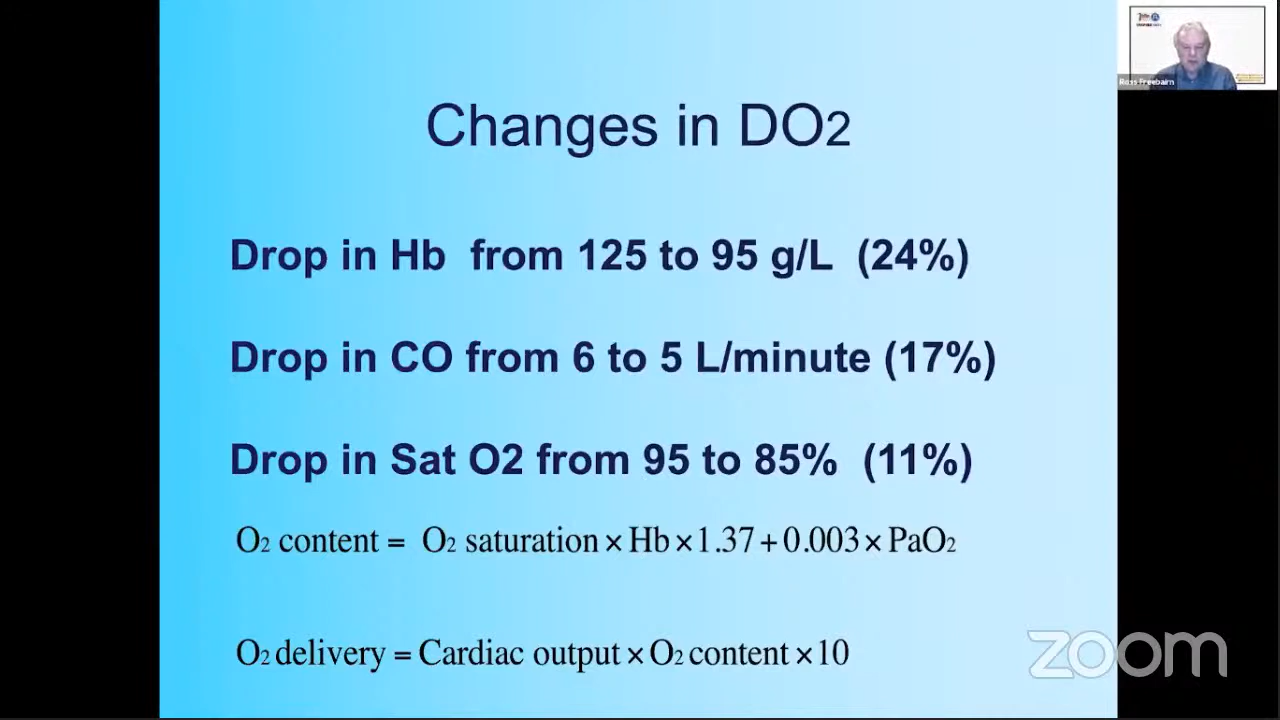 Changes in DO2
Drop in Hb from 125 to 95 g/L (24%)
Drop in CO from 6 to 5 L/minute (17%)
Drop in Sat O2 from 95 to 85% (11%)
O2 content = O2 saturation × Hb × 1.37 + 0.003 × PaO2
O2 delivery = Cardiac output × O2 content × 10
Ross Freebairn
zoom